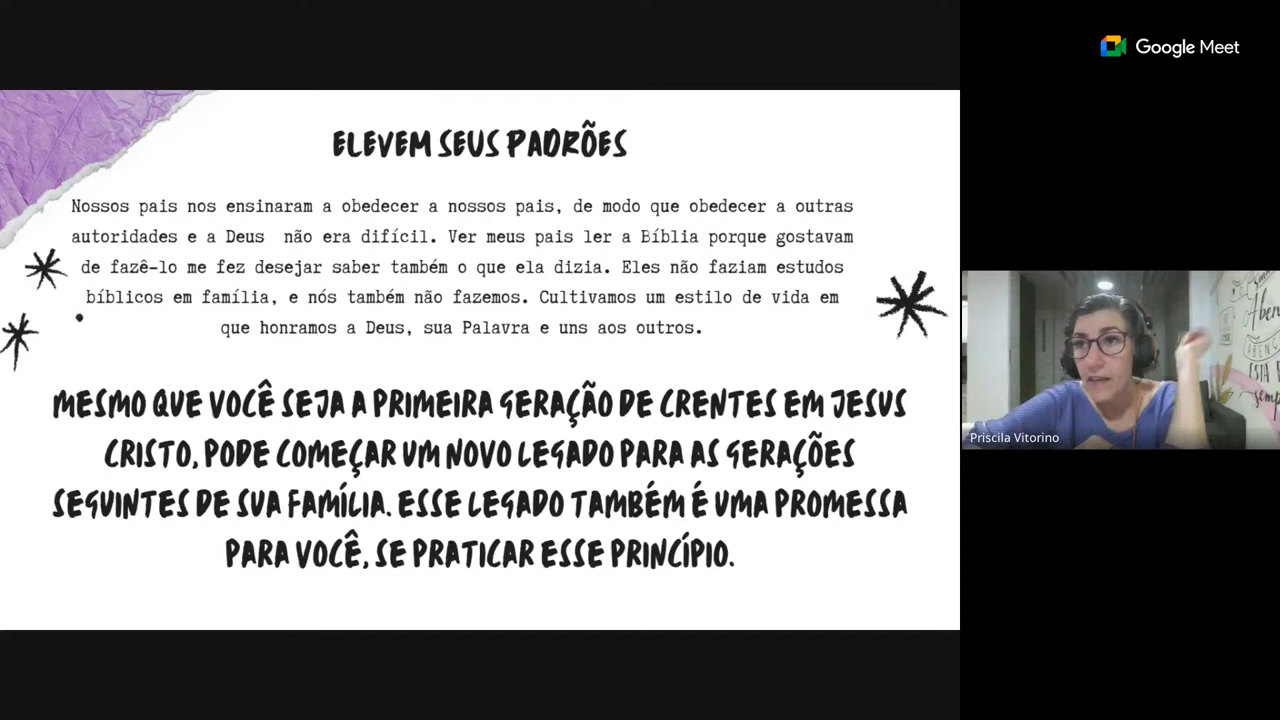 Google Meet
ELEVEM SEUS PADRÕES
Nossos pais nos ensinaram a obedecer a nossos pais, de modo que obedecer a outras
autoridades e a Deus não era difícil. Ver meus pais ler a Bíblia porque gostavam
de fazê-lo me fez desejar saber também o que ela dizia. Eles não faziam estudos
bíblicos em família, e nós também não fazemos. Cultivamos um estilo de vida em
que honramos a Deus, sua Palavra e uns aos outros.
MESMO QUE VOCÊ SEJA A PRIMEIRA GERAÇÃO DE CRENTES EM JESUS
CRISTO, PODE COMEÇAR UM NOVO LEGADO PARA AS GERAÇÕES
SEGUINTES DE SUA FAMÍLIA. ESSE LEGADO TAMBÉM É UMA PROMESSA
PARA VOCÊ, SE PRATICAR ESSE PRINCÍPIO.
Priscila Vitorino